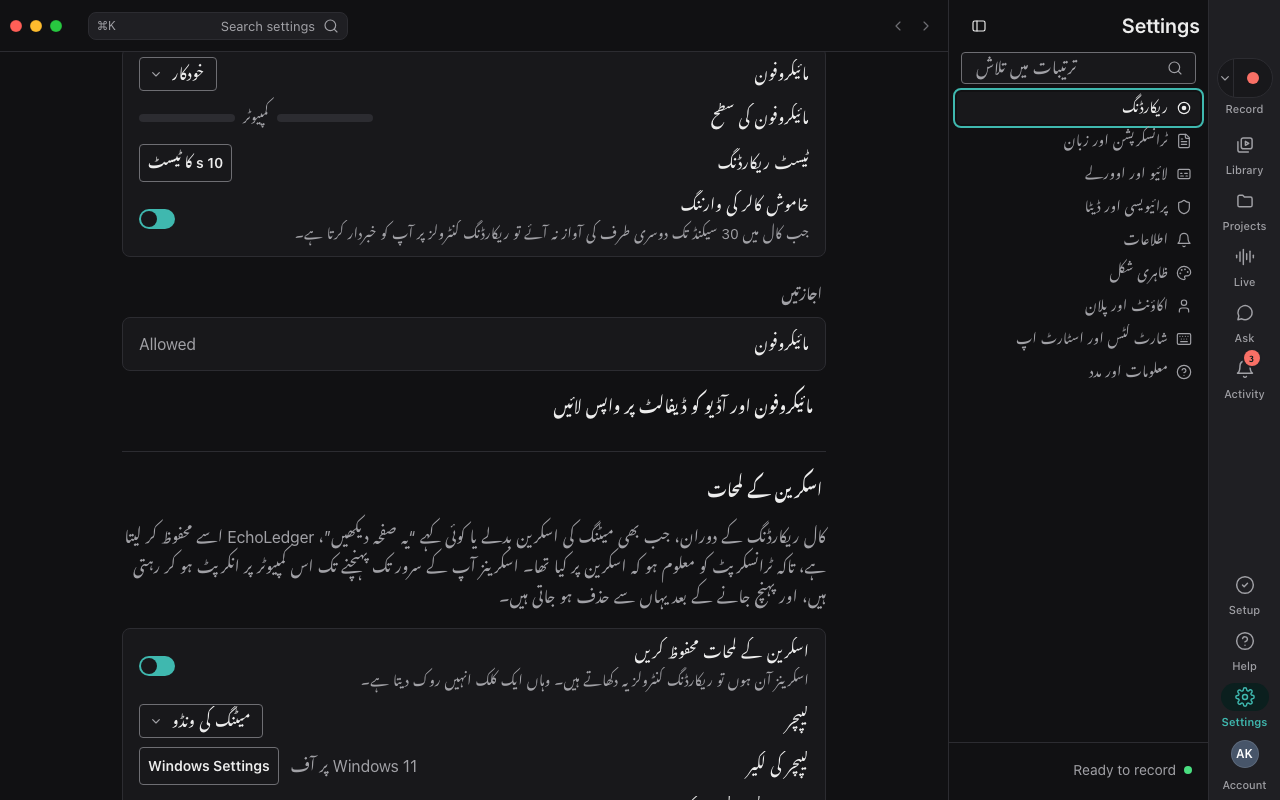 Search settings
⌘K
Settings
ترتیبات میں تلاش
ریکارڈنگ
ٹرانسکرپشن اور زبان
لائیو اور اوورلے
پرائیویسی اور ڈیٹا
اطلاعات
ظاہری شکل
اکاؤنٹ اور پلان
شارٹ کٹس اور اسٹارٹ اپ
معلومات اور مدد
Ready to record
Record
Library
Projects
Live
Ask
3
Activity
Setup
Help
Settings
AK
Account
مائیکروفون
خودکار
مائیکروفون کی سطح
کمپیوٹر
ٹیسٹ ریکارڈنگ
10 s کا ٹیسٹ
خاموش کالر کی وارننگ
جب کال میں 30 سیکنڈ تک دوسری طرف کی آواز نہ آئے تو ریکارڈنگ کنٹرولز پر آپ کو خبردار کرتا ہے۔
اجازتیں
مائیکروفون
Allowed
مائیکروفون اور آڈیو کو ڈیفالٹ پر واپس لائیں
اسکرین کے لمحات
کال ریکارڈنگ کے دوران، جب بھی میٹنگ کی اسکرین بدلے یا کوئی کہے “یہ صفحہ دیکھیں”، EchoLedger اسے محفوظ کر لیتا
ہے، تاکہ ٹرانسکرپٹ کو معلوم ہو کہ اسکرین پر کیا تھا۔ اسکرینز آپ کے سرور تک پہنچنے تک اس کمپیوٹر پر انکرپٹ ہو کر رہتی
ہیں، اور پہنچ جانے کے بعد یہاں سے حذف ہو جاتی ہیں۔
اسکرین کے لمحات محفوظ کریں
اسکرینز آن ہوں تو ریکارڈنگ کنٹرولز یہ دکھاتے ہیں۔ وہاں ایک کلک انہیں روک دیتا ہے۔
کیپچر
میٹنگ کی ونڈو
کیپچر کی لکیر
Windows 11 پر آف
Windows Settings